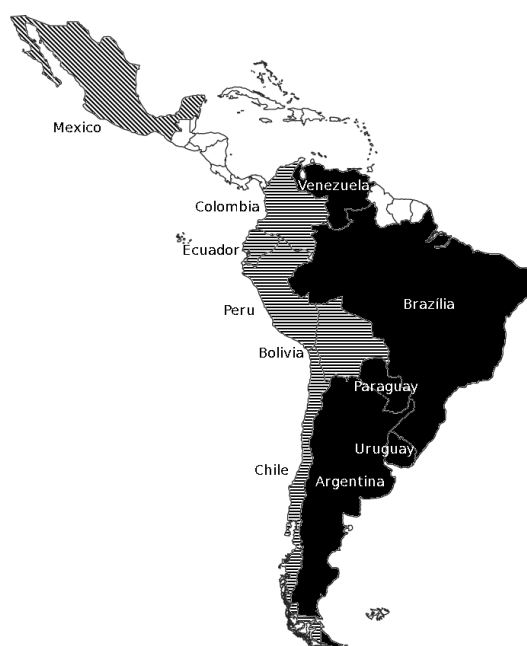 Mexico
Venezuela
Colombia
Ecuador
Brazília
Peru
Bolivia
Paraguay
Uruguay
Chile
Argentina